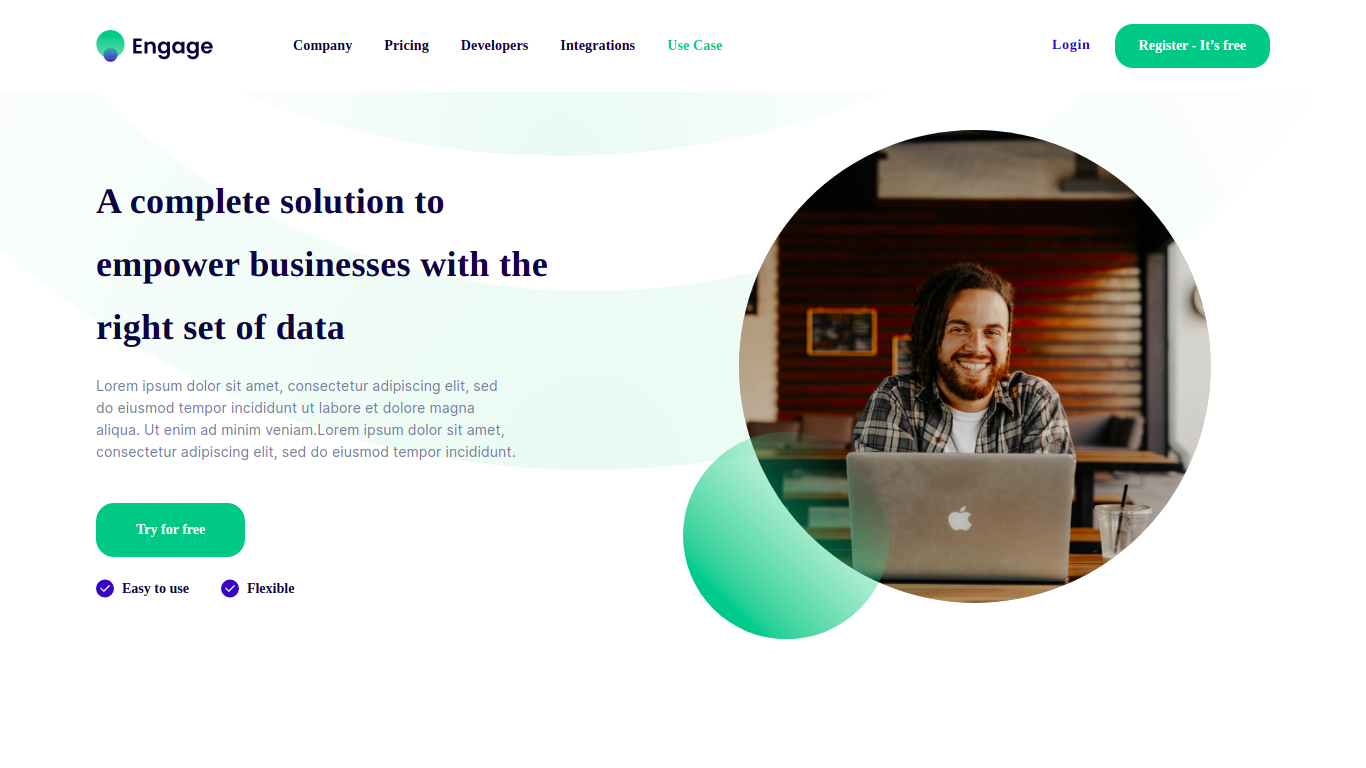 Engage
Company
Pricing
Developers
Integrations
Use Case
Login
Register - It’s free
A complete solution to
empower businesses with the
right set of data
Lorem ipsum dolor sit amet, consectetur adipiscing elit, sed
do eiusmod tempor incididunt ut labore et dolore magna
aliqua. Ut enim ad minim veniam.Lorem ipsum dolor sit amet,
consectetur adipiscing elit, sed do eiusmod tempor incididunt.
Try for free
Easy to use
Flexible